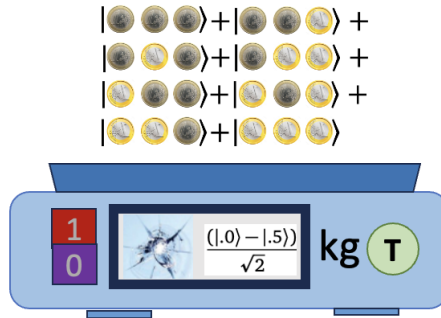 | ⟩+| ⟩ +
| ⟩+| ⟩ +
| ⟩+| ⟩ +
| ⟩+| ⟩
1
0
(|.0⟩ − |.5⟩)
√2
kg
T